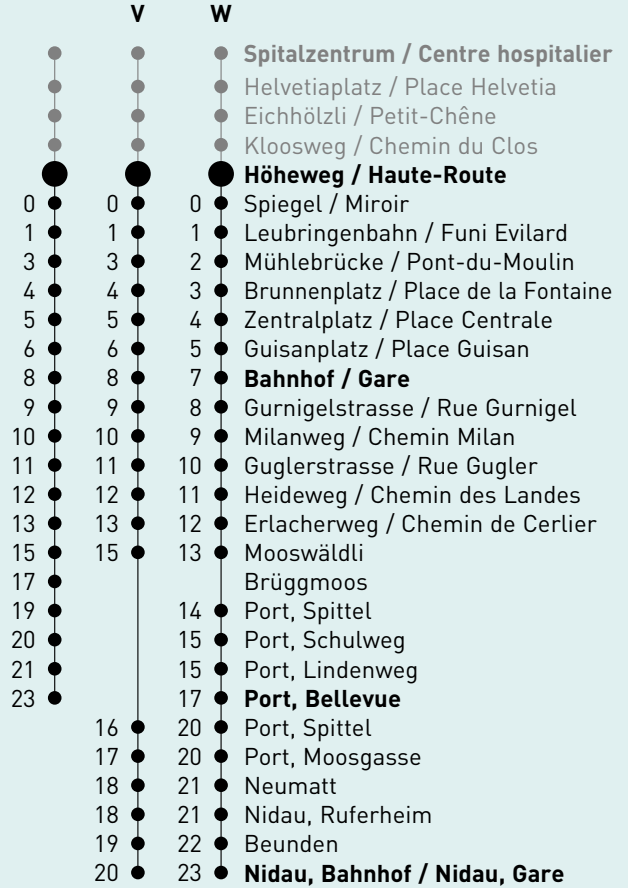 V W
Spitalzentrum / Centre hospitalier
Helvetiaplatz / Place Helvetia
Eichhölzli / Petit-Chêne
Kloosweg / Chemin du Clos
Höheweg / Haute-Route
0 0 0 Spiegel / Miroir
1 1 1 Leubringenbahn / Funi Evilard
3 3 2 Mühlebrücke / Pont-du-Moulin
4 4 3 Brunnenplatz / Place de la Fontaine
5 5 4 Zentralplatz / Place Centrale
6 6 5 Guisanplatz / Place Guisan
8 8 7 Bahnhof / Gare
9 9 8 Gurnigelstrasse / Rue Gurnigel
10 10 9 Milanweg / Chemin Milan
11 11 10 Guglerstrasse / Rue Gugler
12 12 11 Heideweg / Chemin des Landes
13 13 12 Erlacherweg / Chemin de Cerlier
15 15 13 Mooswäldli
17 Brüggmoos
19 14 Port, Spittel
20 15 Port, Schulweg
21 15 Port, Lindenweg
23 17 Port, Bellevue
16 20 Port, Spittel
17 20 Port, Moosgasse
18 21 Neumatt
18 21 Nidau, Ruferheim
19 22 Beunden
20 23 Nidau, Bahnhof / Nidau, Gare